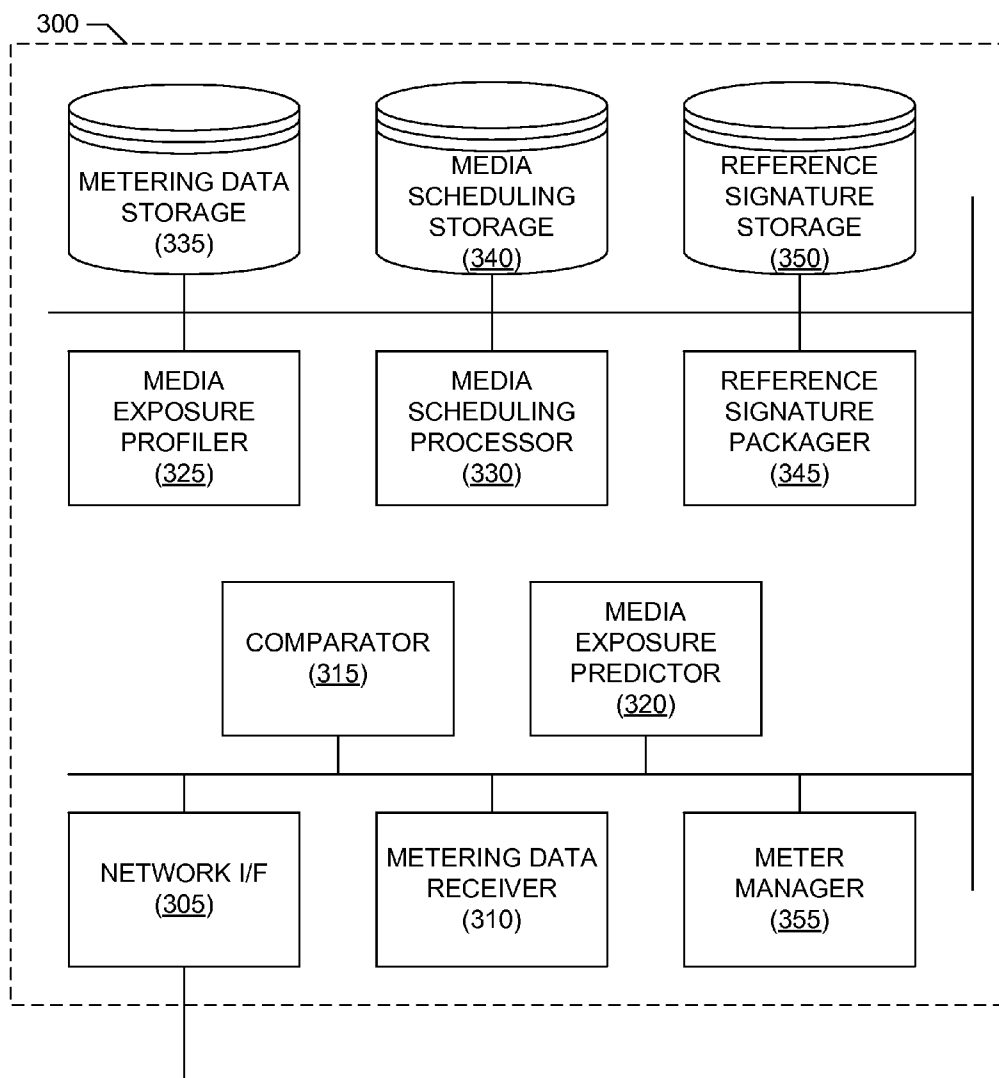 300
METERING DATA
STORAGE
(335)
MEDIA
SCHEDULING
STORAGE
(340)
REFERENCE
SIGNATURE
STORAGE
(350)
MEDIA
EXPOSURE
PROFILER
(325)
MEDIA
SCHEDULING
PROCESSOR
(330)
REFERENCE
SIGNATURE
PACKAGER
(345)
COMPARATOR
(315)
MEDIA
EXPOSURE
PREDICTOR
(320)
NETWORK I/F
(305)
METERING DATA
RECEIVER
(310)
METER
MANAGER
(355)